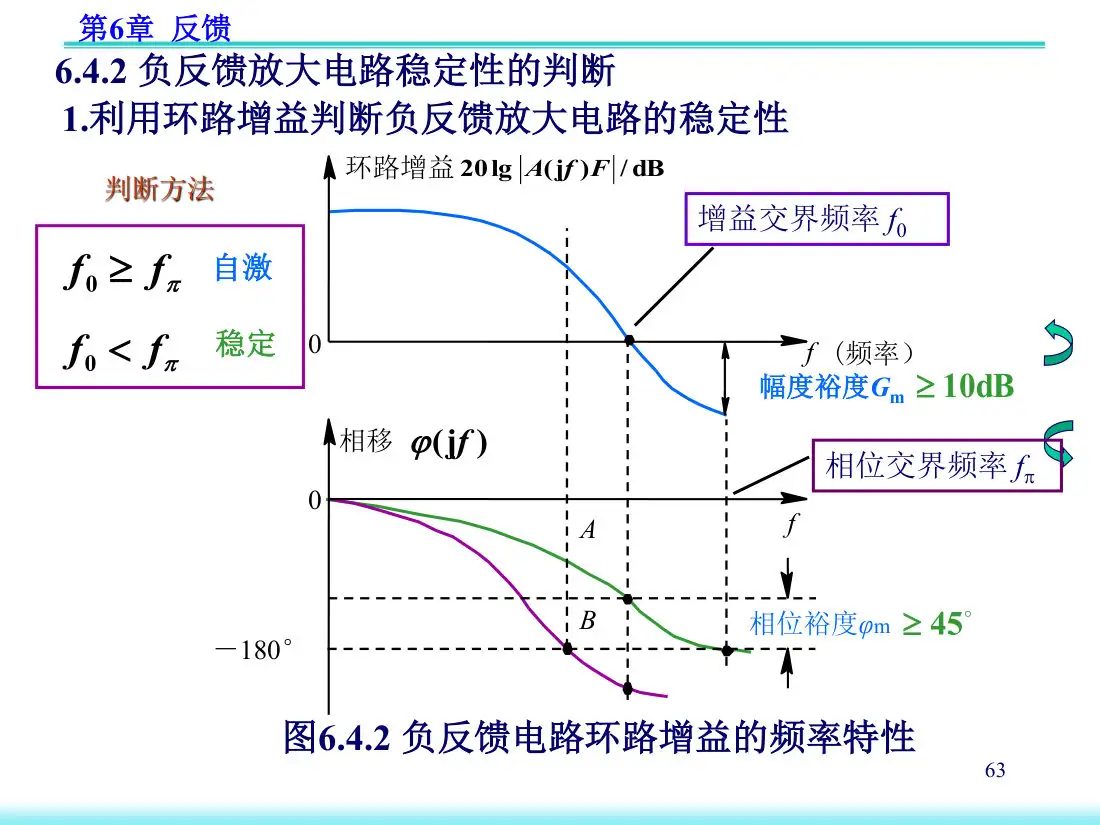 第6章 反馈
6.4.2 负反馈放大电路稳定性的判断
1.利用环路增益判断负反馈放大电路的稳定性
判断方法
f0 ≥ fπ 自激
f0 < fπ 稳定
环路增益 20lg|A(jf)F|/dB
增益交界频率 f0
0
f (频率)
幅度裕度Gm ≥10dB
相移 φ(jf)
相位交界频率 fπ
0
f
A
B
相位裕度φm ≥45°
－180°
图6.4.2 负反馈电路环路增益的频率特性
63